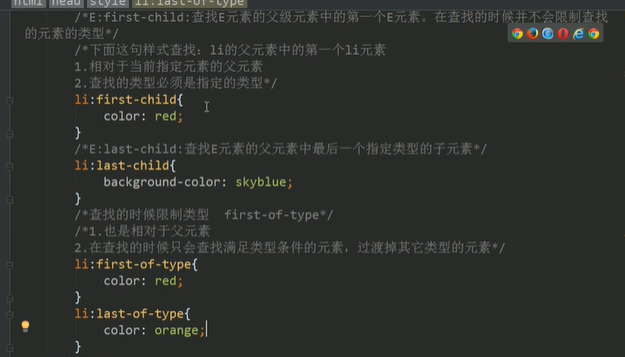 html head style li:last-of-type
/*E:first-child:查找E元素的父级元素中的第一个E元素。在查找的时候并不会限制查找
的元素的类型*/
/*下面这句样式查找：li的父元素中的第一个li元素
1.相对于当前指定元素的父元素
2.查找的类型必须是指定的类型*/
li:first-child{
color: red;
}
/*E:last-child:查找E元素的父元素中最后一个指定类型的子元素*/
li:last-child{
background-color: skyblue;
}
/*查找的时候限制类型  first-of-type*/
/*1.也是相对于父元素
2.在查找的时候只会查找满足类型条件的元素，过渡掉其它类型的元素*/
li:first-of-type{
color: red;
}
li:last-of-type{
color: orange;
}